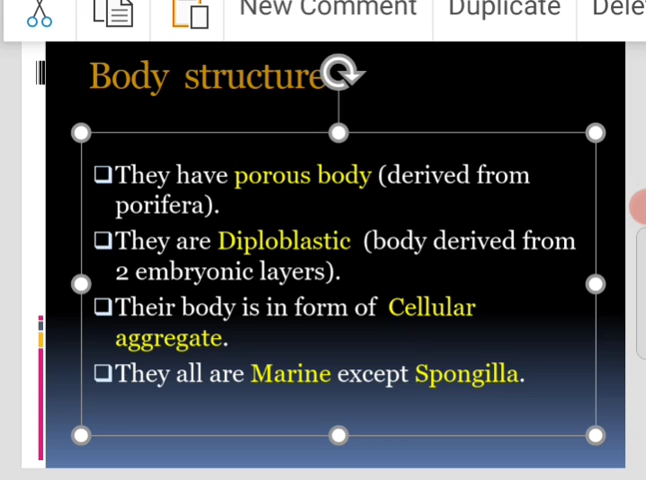 New Comment
Duplicate
Dele
Body structure
❑They have porous body (derived from
porifera).
❑They are Diploblastic (body derived from
2 embryonic layers).
❑Their body is in form of Cellular
aggregate.
❑They all are Marine except Spongilla.